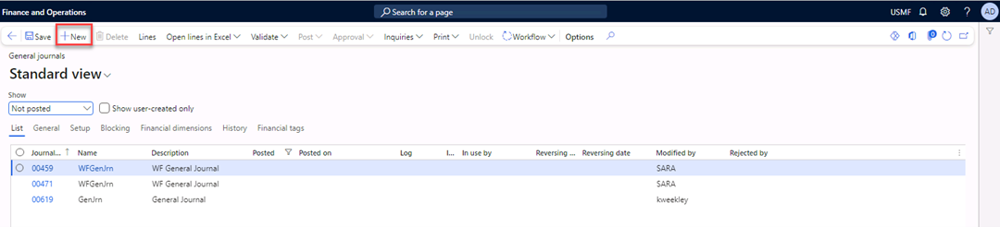 Finance and Operations Search for a page USMF ? AD
Save New Delete Lines Open lines in Excel Validate Post Approval Inquiries Print Unlock Workflow Options 0
General journals
Standard view
Show
Not posted Show user-created only
List General Setup Blocking Financial dimensions History Financial tags
Journal... Name Description Posted Posted on Log I... In use by Reversing ... Reversing date Modified by Rejected by
00459 WFGenJrn WF General Journal SARA
00471 WFGenJrn WF General Journal SARA
00619 GenJrn General Journal kweekley